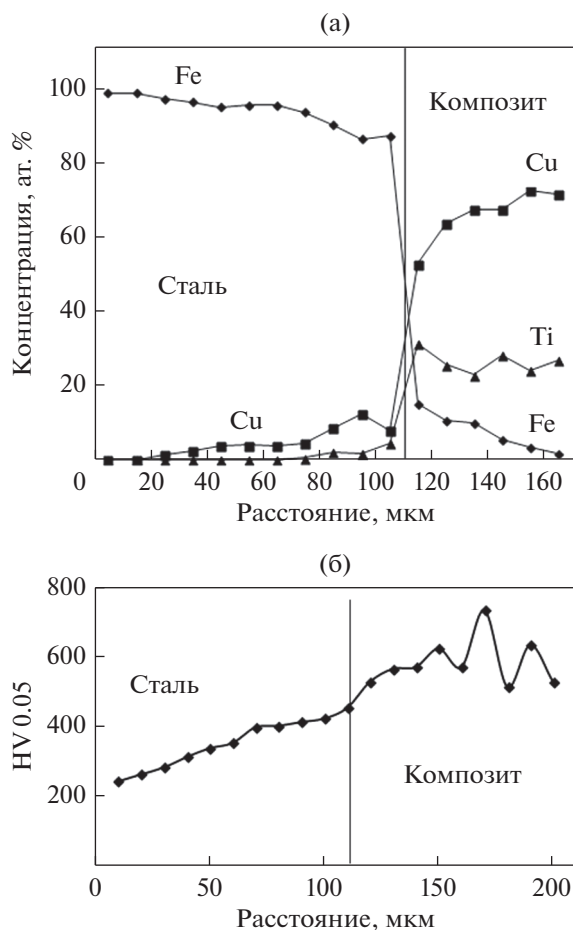 (а)
Концентрация, ат. %
100
80
60
40
20
0
Fe
Композит
Cu
Сталь
Ti
Cu
Fe
20 40 60 80 100 120 140 160
Расстояние, мкм
(б)
HV 0.05
800
600
400
200
0
Сталь
Композит
50 100 150 200
Расстояние, мкм